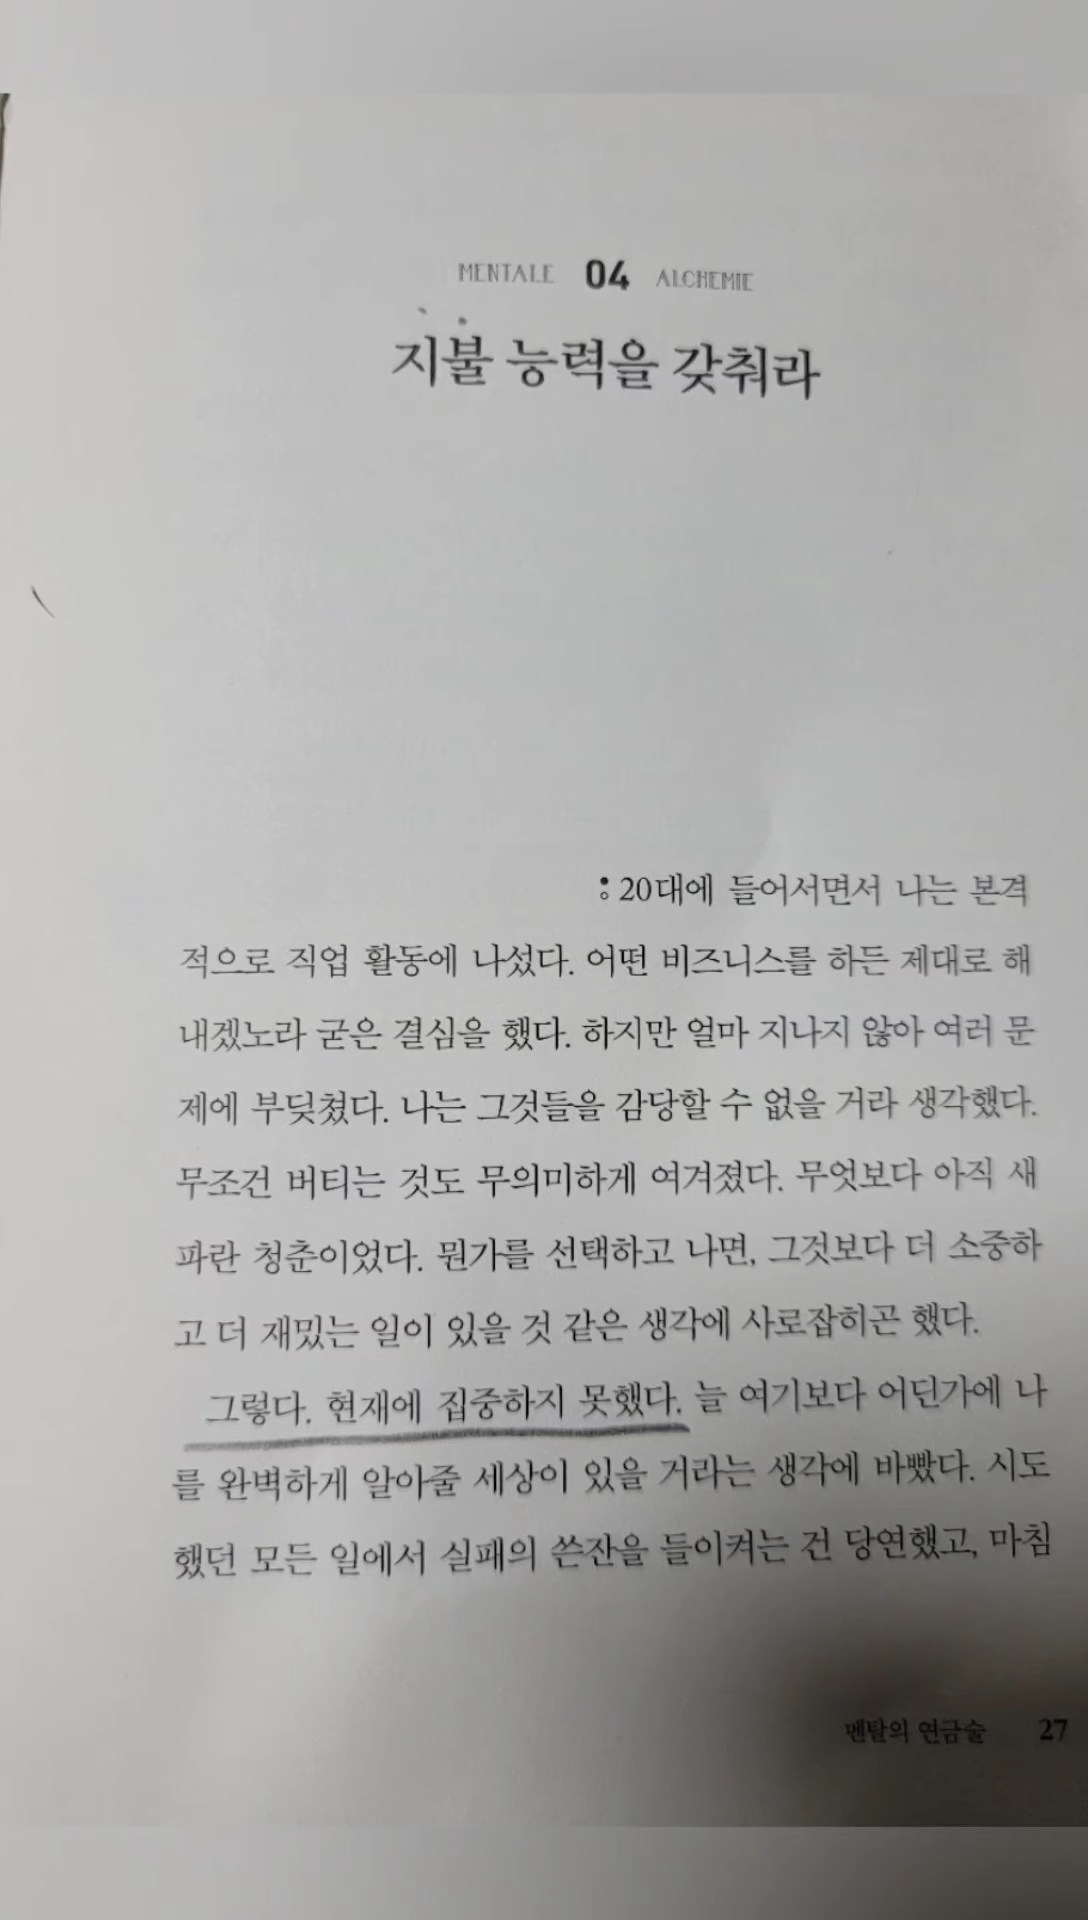 MENTALE 04 ALCHEMIE
지불 능력을 갖춰라
: 20대에 들어서면서 나는 본격
적으로 직업 활동에 나섰다. 어떤 비즈니스를 하든 제대로 해
내겠노라 굳은 결심을 했다. 하지만 얼마 지나지 않아 여러 문
제에 부딪쳤다. 나는 그것들을 감당할 수 없을 거라 생각했다.
무조건 버티는 것도 무의미하게 여겨졌다. 무엇보다 아직 새
파란 청춘이었다. 뭔가를 선택하고 나면, 그것보다 더 소중하
고 더 재밌는 일이 있을 것 같은 생각에 사로잡히곤 했다.
그렇다. 현재에 집중하지 못했다. 늘 여기보다 어딘가에 나
를 완벽하게 알아줄 세상이 있을 거라는 생각에 바빴다. 시도
했던 모든 일에서 실패의 쓴잔을 들이켜는 건 당연했고, 마침
멘탈의 연금술 27